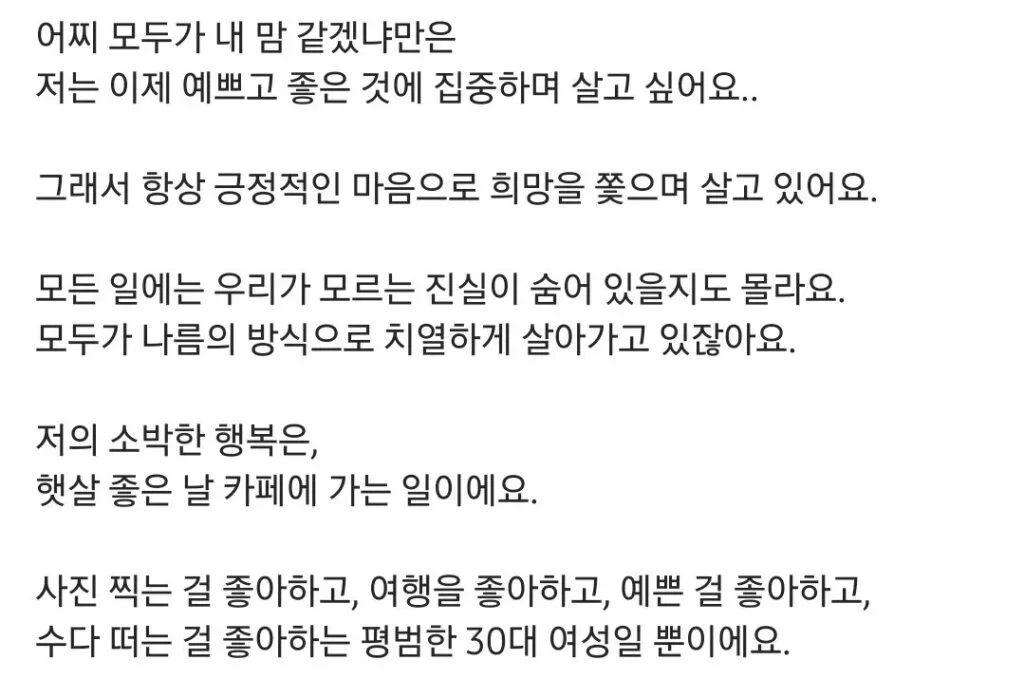 어찌 모두가 내 맘 같겠냐만은
저는 이제 예쁘고 좋은 것에 집중하며 살고 싶어요..
그래서 항상 긍정적인 마음으로 희망을 쫓으며 살고 있어요.
모든 일에는 우리가 모르는 진실이 숨어 있을지도 몰라요.
모두가 나름의 방식으로 치열하게 살아가고 있잖아요.
저의 소박한 행복은,
햇살 좋은 날 카페에 가는 일이에요.
사진 찍는 걸 좋아하고, 여행을 좋아하고, 예쁜 걸 좋아하고,
수다 떠는 걸 좋아하는 평범한 30대 여성일 뿐이에요.